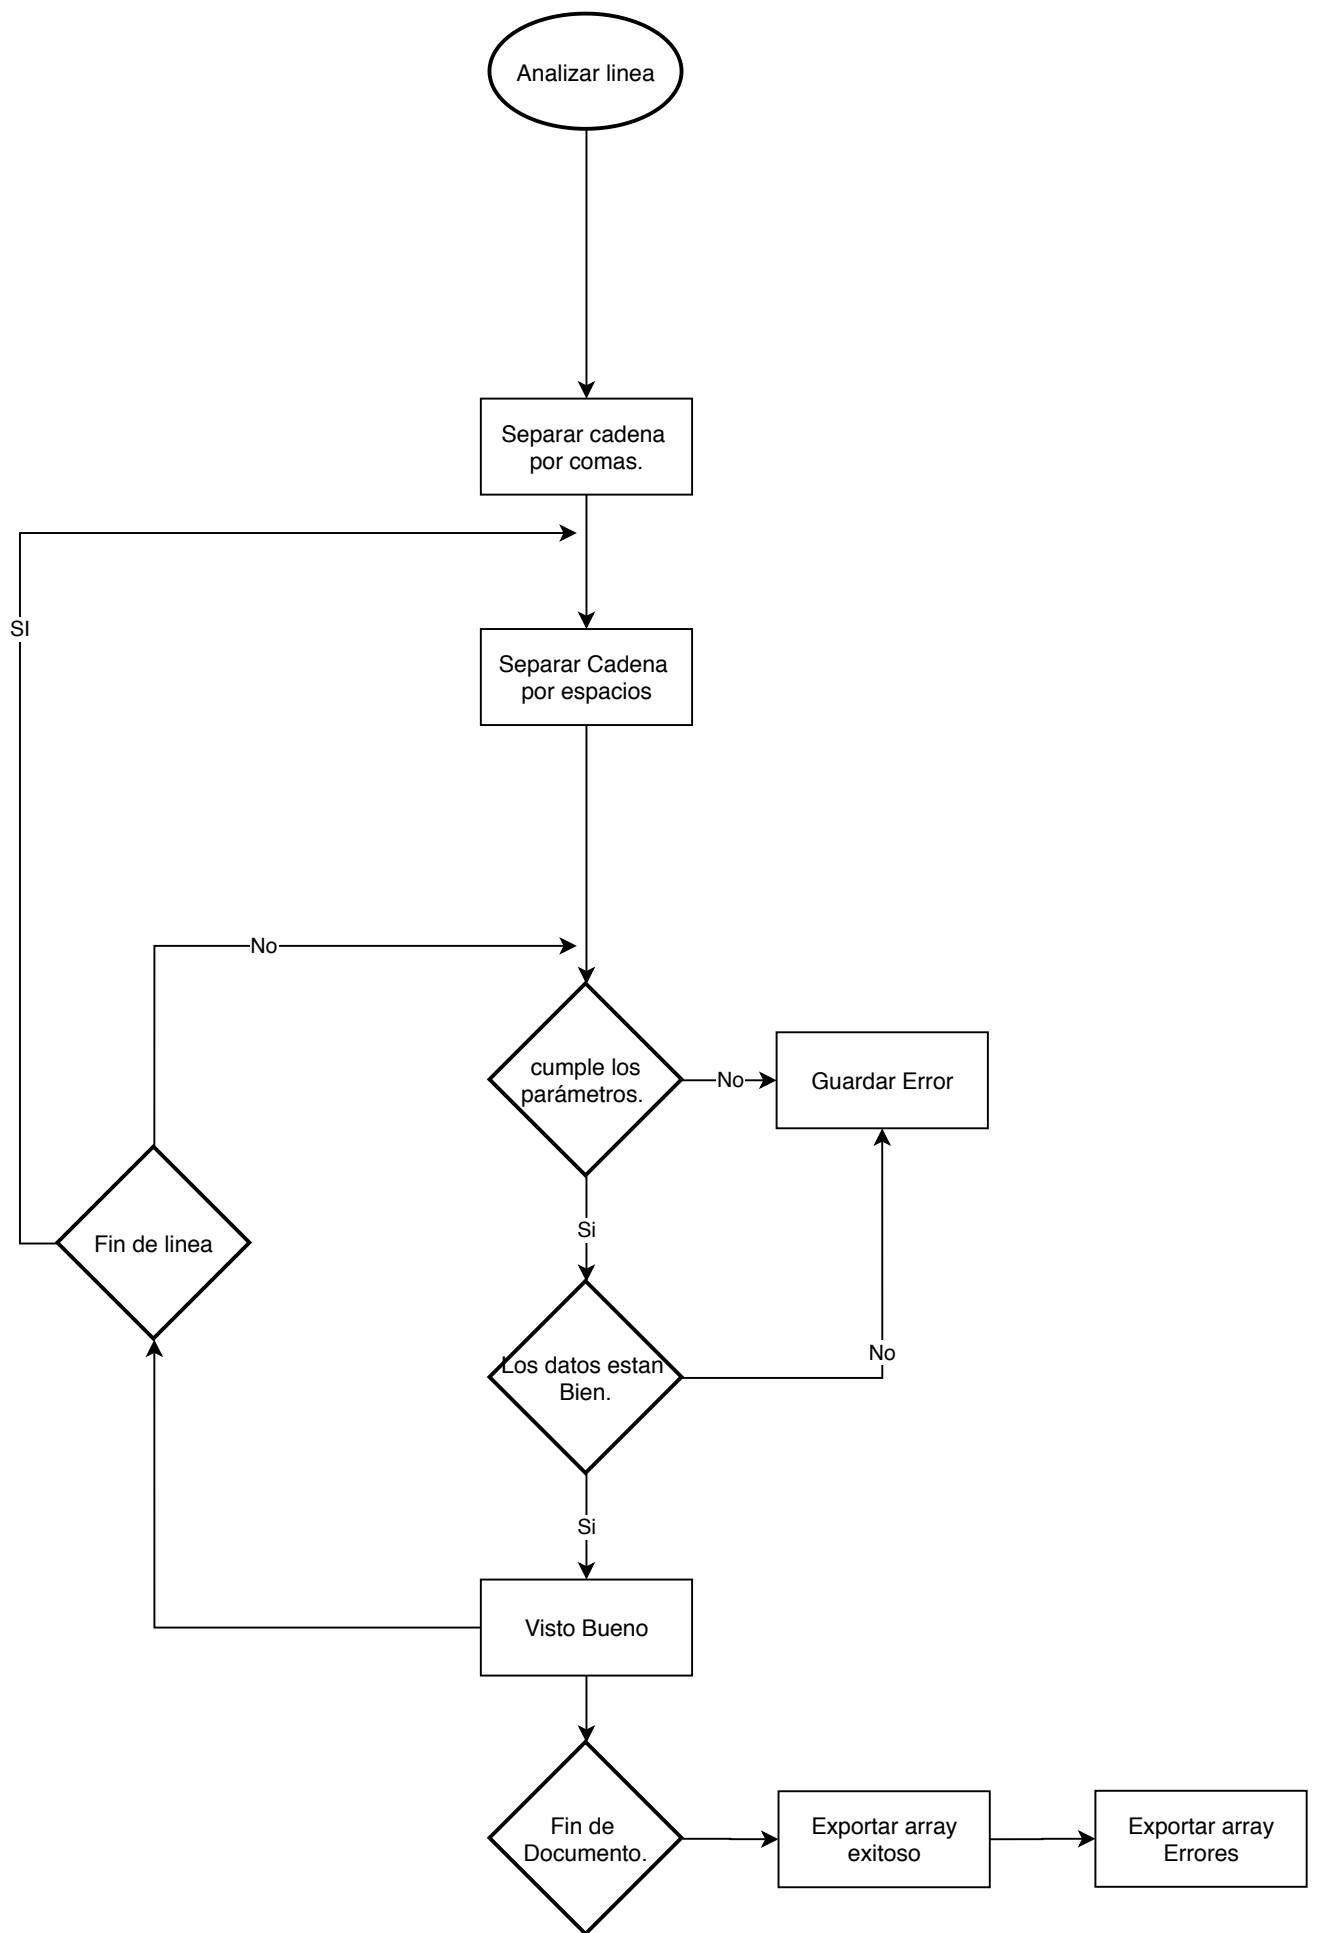 Analizar linea
Separar cadena
por comas.
SI
Separar Cadena
por espacios
No
cumple los
parámetros.
No
Guardar Error
Si
Fin de linea
Los datos estan
Bien.
No
Si
Visto Bueno
Fin de
Documento.
Exportar array
exitoso
Exportar array
Errores